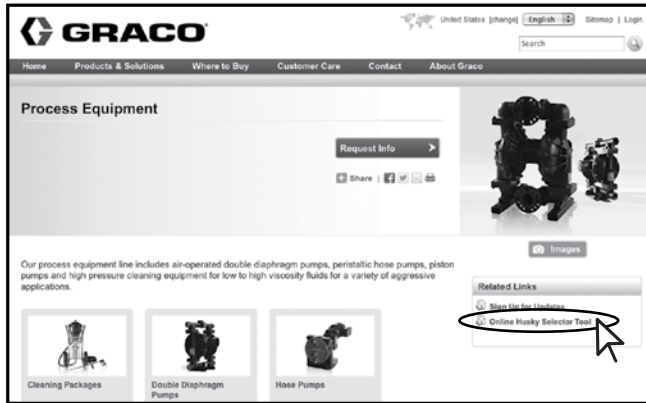 GRACO
United States [change] English Sitemap | Login
Search
Home Products & Solutions Where to Buy Customer Care Contact About Graco
Process Equipment
Request Info
Share |
Images
Our process equipment line includes air-operated double diaphragm pumps, peristaltic hose pumps, piston
pumps and high pressure cleaning equipment for low to high viscosity fluids for a variety of aggressive
applications.
Related Links
Sign Up for Updates
Online Husky Selector Tool
Cleaning Packages
Double Diaphragm
Pumps
Hose Pumps